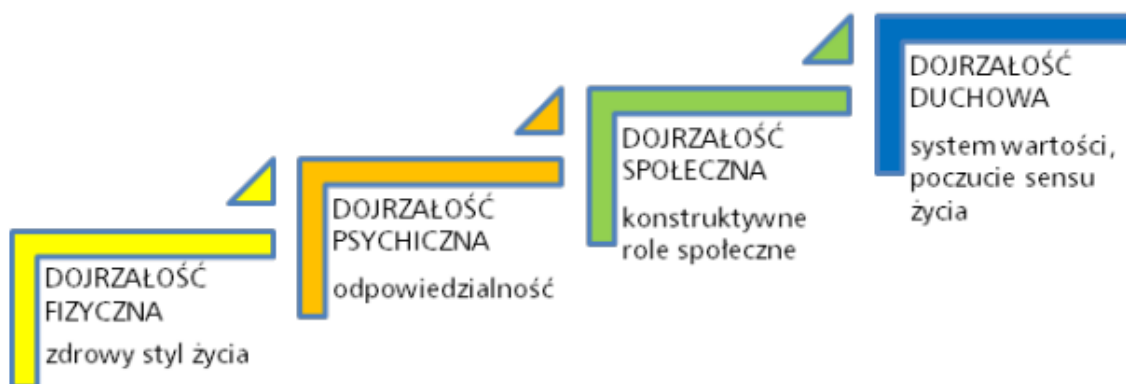 DOJRZAŁOŚĆ
FIZYCZNA
zdrowy styl życia
DOJRZAŁOŚĆ
PSYCHICZNA
odpowiedzialność
DOJRZAŁOŚĆ
SPOŁECZNA
konstruktywne
role społeczne
DOJRZAŁOŚĆ
DUCHOWA
system wartości,
poczucie sensu
życia